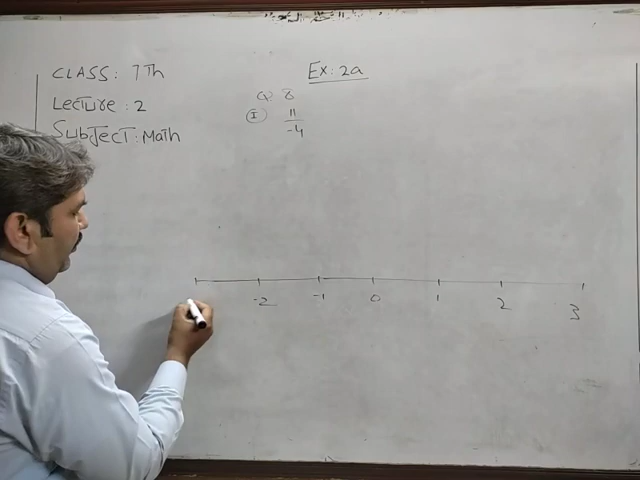 CLASS: 7Th
Ex: 2a
Lecture: 2
Q. 8
SubJecT: MaTh
I 11/-4
-2 -1 0 1 2 3